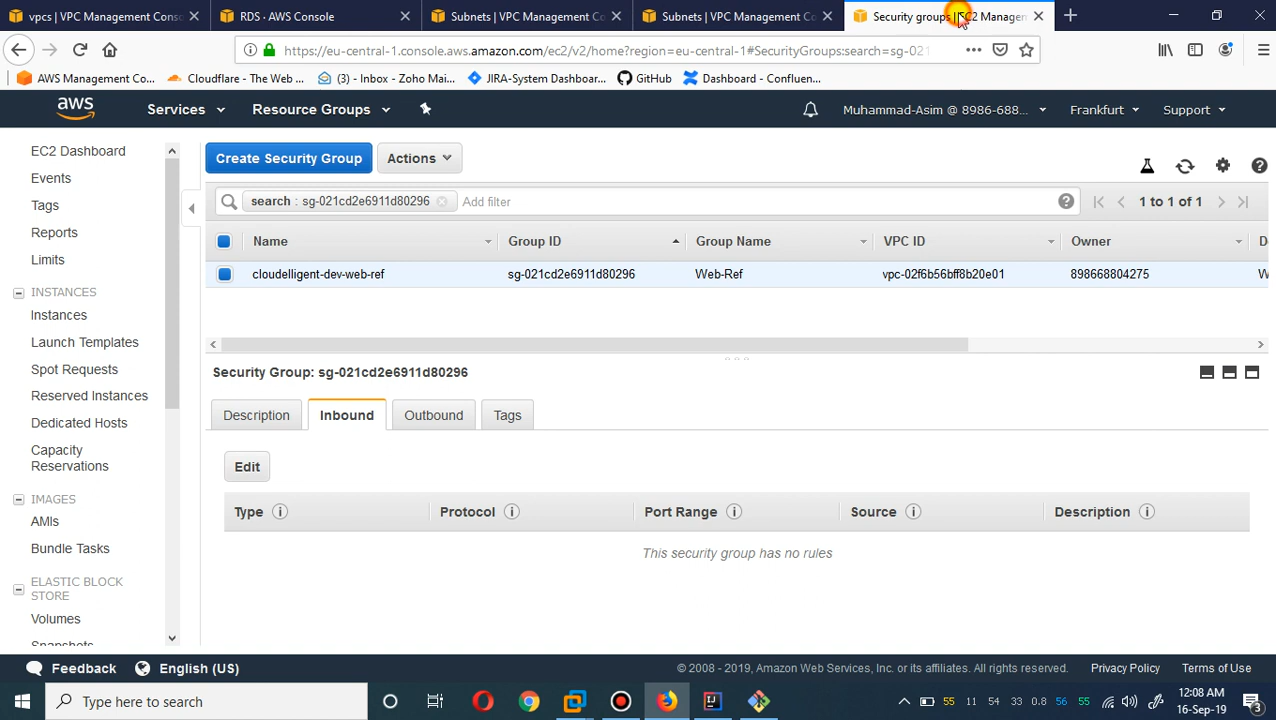 vpcs | VPC Management Conso
RDS · AWS Console
Subnets | VPC Management Co
Subnets | VPC Management Co
Security groups | EC2 Manager
https://eu-central-1.console.aws.amazon.com/ec2/v2/home?region=eu-central-1#SecurityGroups:search=sg-021
AWS Management Co...
Cloudflare - The Web ...
(3) - Inbox - Zoho Mai...
JIRA-System Dashboar...
GitHub
Dashboard - Confluen...
aws
Services
Resource Groups
Muhammad-Asim @ 8986-688...
Frankfurt
Support
EC2 Dashboard
Events
Tags
Reports
Limits
INSTANCES
Instances
Launch Templates
Spot Requests
Reserved Instances
Dedicated Hosts
Capacity
Reservations
IMAGES
AMIs
Bundle Tasks
ELASTIC BLOCK
STORE
Volumes
Snapshots
Create Security Group
Actions
search : sg-021cd2e6911d80296
Add filter
1 to 1 of 1
Name
Group ID
Group Name
VPC ID
Owner
D
cloudelligent-dev-web-ref
sg-021cd2e6911d80296
Web-Ref
vpc-02f6b56bff8b20e01
898668804275
W
Security Group: sg-021cd2e6911d80296
Description
Inbound
Outbound
Tags
Edit
Type
Protocol
Port Range
Source
Description
This security group has no rules
Feedback
English (US)
© 2008 - 2019, Amazon Web Services, Inc. or its affiliates. All rights reserved.
Privacy Policy
Terms of Use
Type here to search
55 11 54 33 0.8 56 55
12:08 AM
16-Sep-19
3